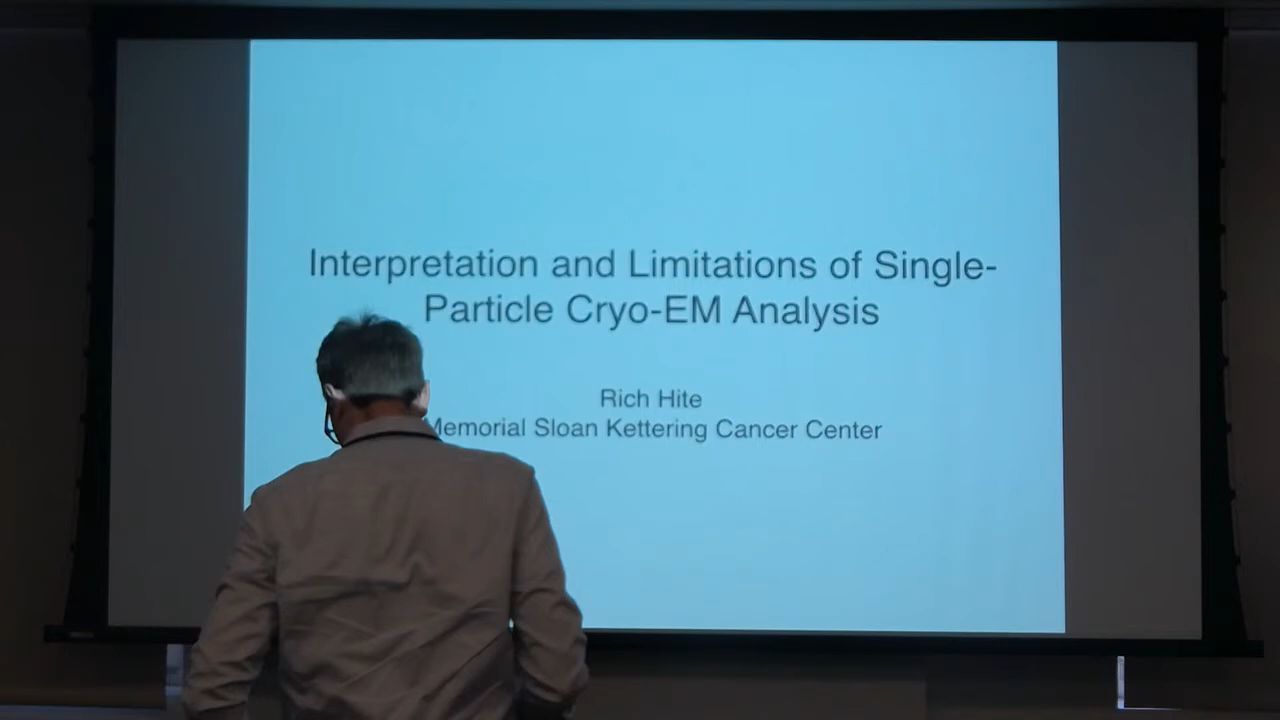 Interpretation and Limitations of Single-
Particle Cryo-EM Analysis
Rich Hite
Memorial Sloan Kettering Cancer Center